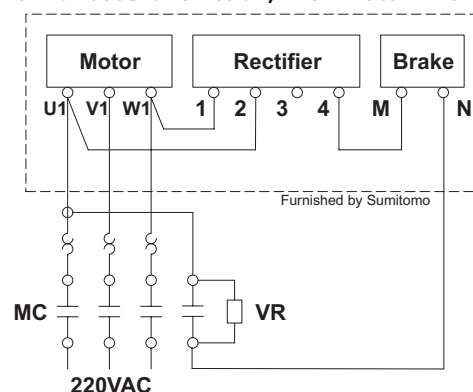 Motor Rectifier Brake
U1 V1 W1 1 2 3 4 M N
Furnished by Sumitomo
MC VR
220VAC